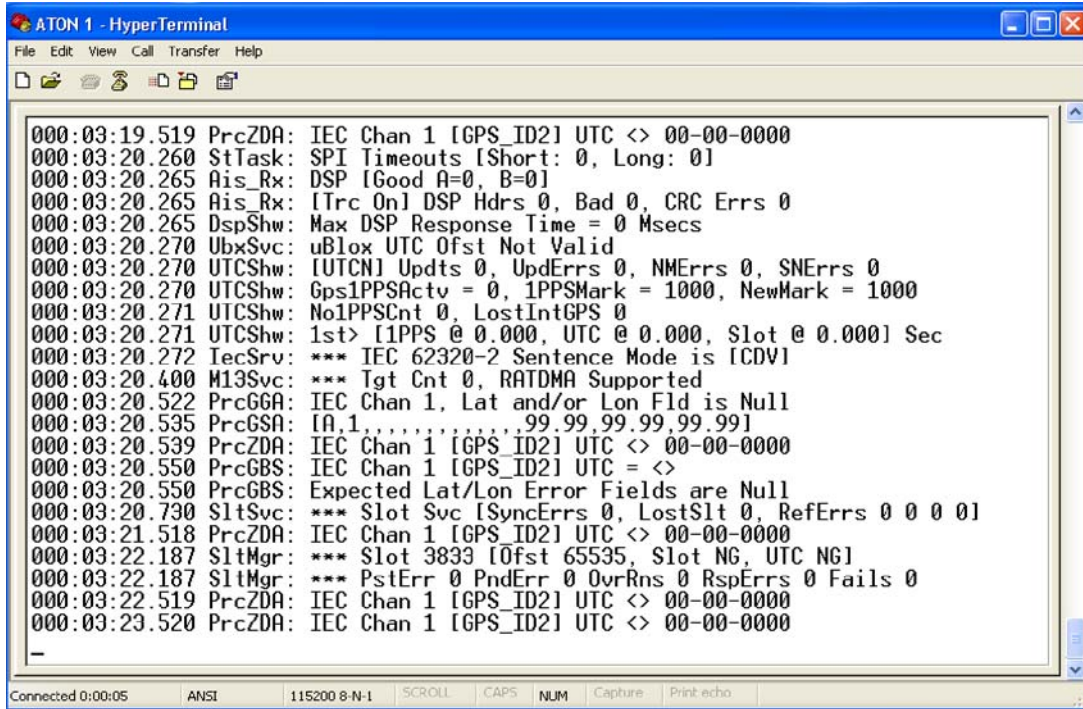 ATON 1 - HyperTerminal
File Edit View Call Transfer Help
000:03:19.519 PrcZDA: IEC Chan 1 [GPS_ID2] UTC <> 00-00-0000
000:03:20.260 StTask: SPI Timeouts [Short: 0, Long: 0]
000:03:20.265 Ais_Rx: DSP [Good A=0, B=0]
000:03:20.265 Ais_Rx: [Trc On] DSP Hdrs 0, Bad 0, CRC Errs 0
000:03:20.265 DspShw: Max DSP Response Time = 0 Msecs
000:03:20.270 UbxSvc: uBlox UTC Ofst Not Valid
000:03:20.270 UTCShw: [UTCN] Updts 0, UpdErrs 0, NMErrs 0, SNErrs 0
000:03:20.270 UTCShw: Gps1PPSActv = 0, 1PPSMark = 1000, NewMark = 1000
000:03:20.271 UTCShw: No1PPSCnt 0, LostIntGPS 0
000:03:20.271 UTCShw: 1st> [1PPS @ 0.000, UTC @ 0.000, Slot @ 0.000] Sec
000:03:20.272 IecSrv: *** IEC 62320-2 Sentence Mode is [CDV]
000:03:20.400 M13Svc: *** Tgt Cnt 0, RATDMA Supported
000:03:20.522 PrcGGA: IEC Chan 1, Lat and/or Lon Fld is Null
000:03:20.535 PrcGSA: [A,1,,,,,,,,,,,,,99.99,99.99,99.99]
000:03:20.539 PrcZDA: IEC Chan 1 [GPS_ID2] UTC <> 00-00-0000
000:03:20.550 PrcGBS: IEC Chan 1 [GPS_ID2] UTC = <>
000:03:20.550 PrcGBS: Expected Lat/Lon Error Fields are Null
000:03:20.730 SltSvc: *** Slot Svc [SyncErrs 0, LostSlt 0, RefErrs 0 0 0 0]
000:03:21.518 PrcZDA: IEC Chan 1 [GPS_ID2] UTC <> 00-00-0000
000:03:22.187 SltMgr: *** Slot 3833 [Ofst 65535, Slot NG, UTC NG]
000:03:22.187 SltMgr: *** PstErr 0 PndErr 0 OvrRns 0 RspErrs 0 Fails 0
000:03:22.519 PrcZDA: IEC Chan 1 [GPS_ID2] UTC <> 00-00-0000
000:03:23.520 PrcZDA: IEC Chan 1 [GPS_ID2] UTC <> 00-00-0000
_
Connected 0:00:05 ANSI 115200 8-N-1 SCROLL CAPS NUM Capture Print echo